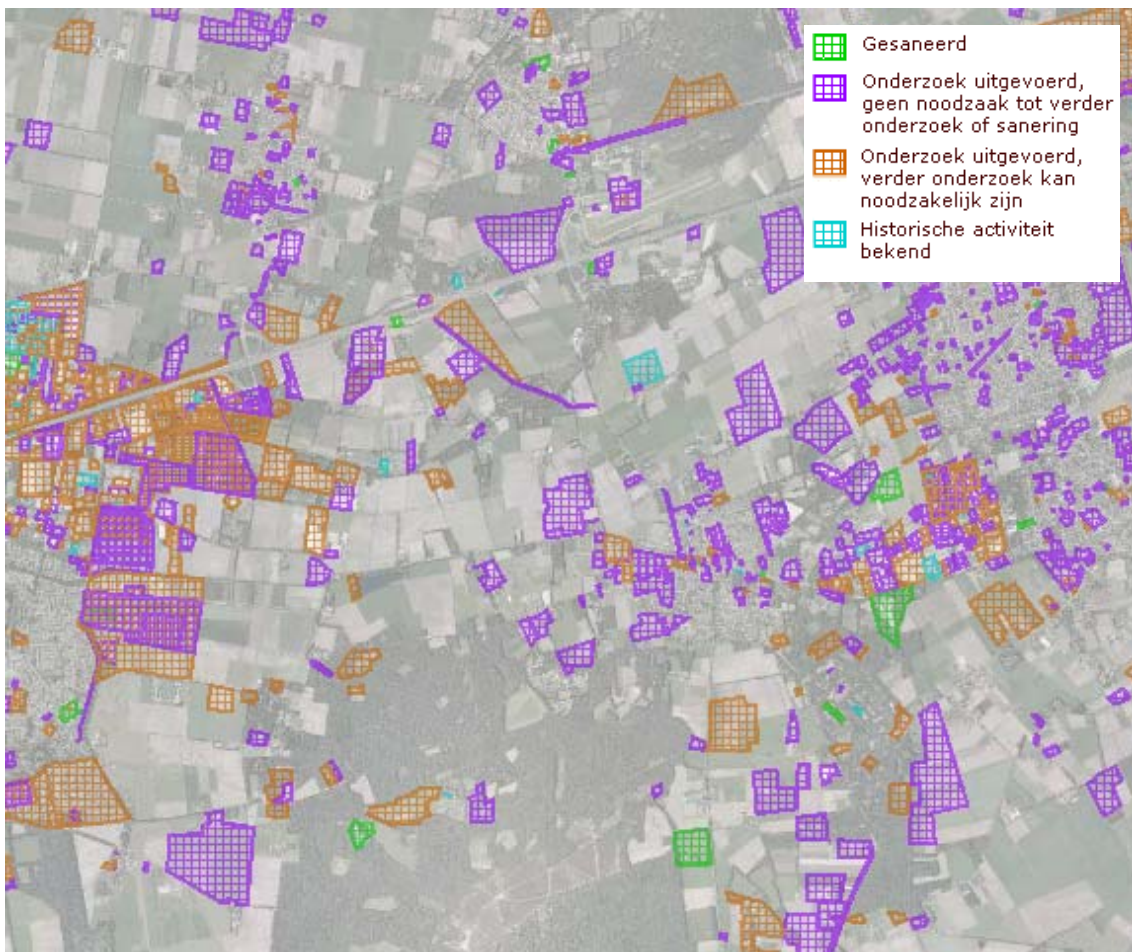 Gesaneerd
Onderzoek uitgevoerd,
geen noodzaak tot verder
onderzoek of sanering
Onderzoek uitgevoerd,
verder onderzoek kan
noodzakelijk zijn
Historische activiteit
bekend